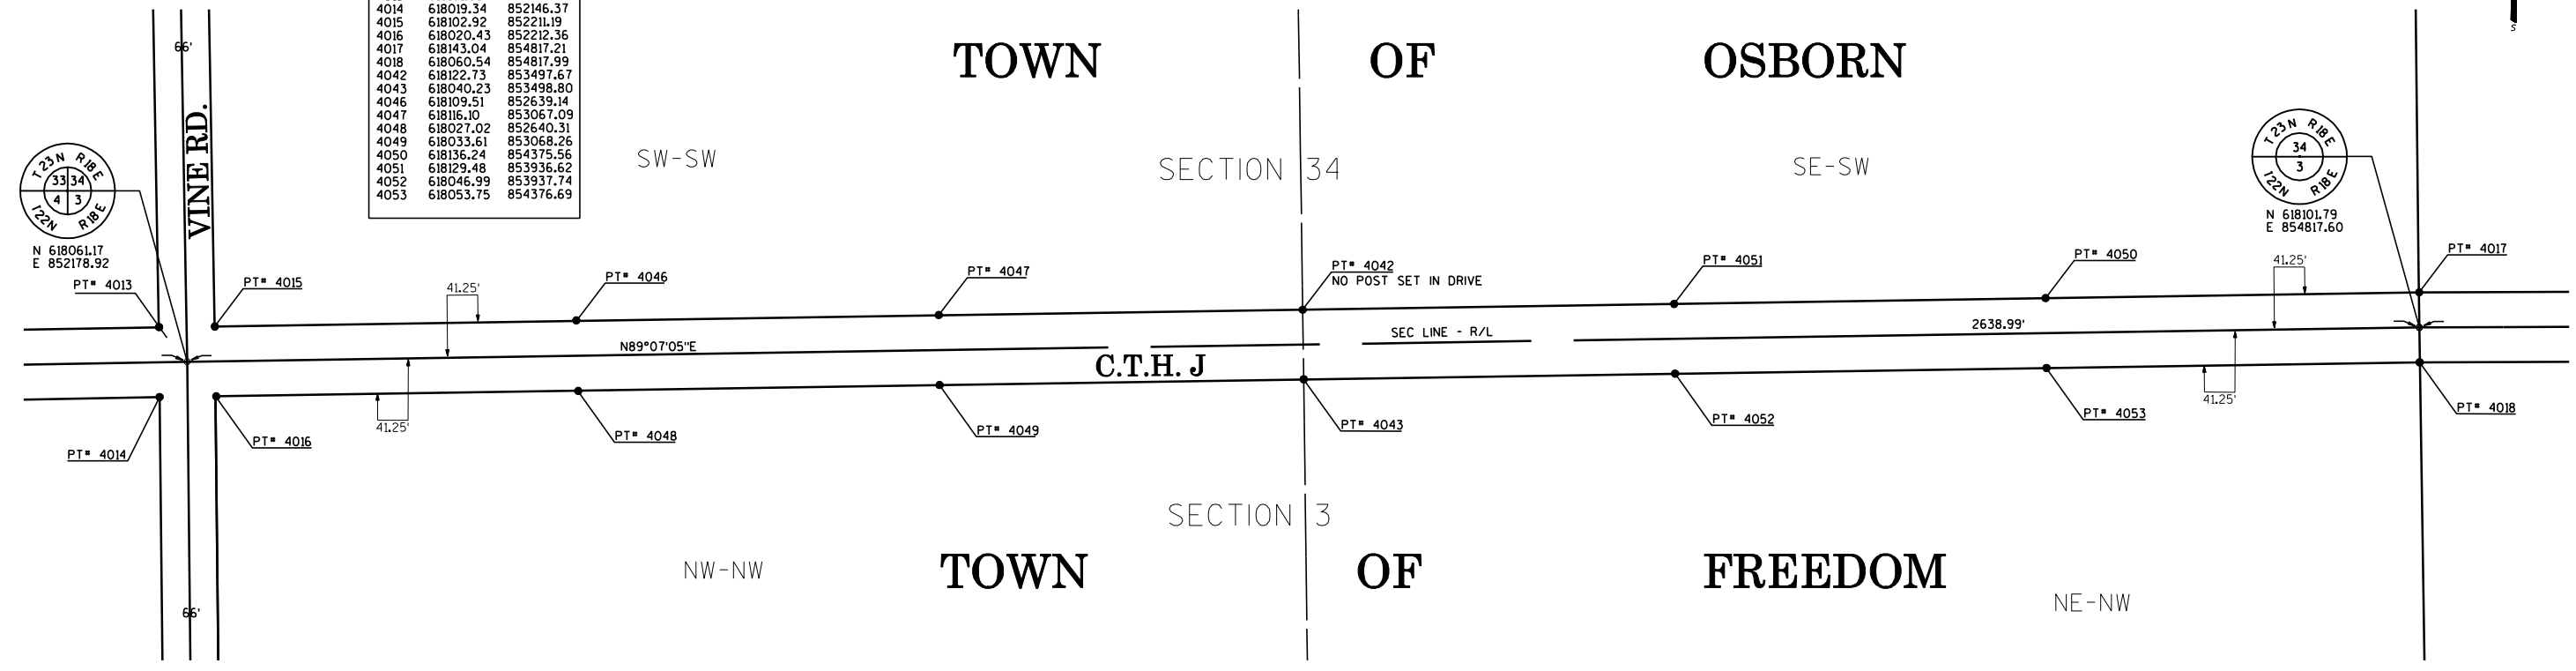 4014 618019.34 852146.37
4015 618102.92 852211.19
4016 618020.43 852212.36
4017 618143.04 854817.21
4018 618060.54 854817.99
4042 618122.73 853497.67
4043 618040.23 853498.80
4046 618109.51 852639.14
4047 618116.10 853067.09
4048 618027.02 852640.31
4049 618033.61 853068.26
4050 618136.24 854375.56
4051 618129.48 853936.62
4052 618046.99 853937.74
4053 618053.75 854376.69
66'
VINE RD.
TOWN OF OSBORN
S
SW-SW
SECTION 34
SE-SW
T 23 N R 18 E
33 34
4 3
T22N R18E
N 618061.17
E 852178.92
T 23 N R 18 E
34
3
T22N R18E
N 618101.79
E 854817.60
PT# 4013
PT# 4015
41.25'
PT# 4046
PT# 4047
PT# 4042
NO POST SET IN DRIVE
PT# 4051
PT# 4050
41.25'
PT# 4017
N89°07'05"E
C.T.H. J
SEC LINE - R/L
2638.99'
PT# 4014
PT# 4016
41.25'
PT# 4048
PT# 4049
PT# 4043
PT# 4052
PT# 4053
41.25'
PT# 4018
SECTION 3
NW-NW
TOWN OF FREEDOM
NE-NW
66'